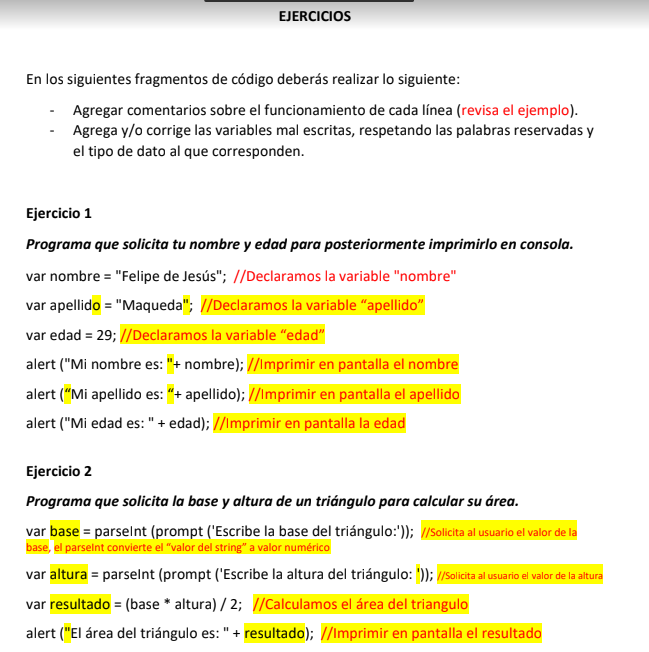 EJERCICIOS
En los siguientes fragmentos de código deberás realizar lo siguiente:
- Agregar comentarios sobre el funcionamiento de cada línea (revisa el ejemplo).
- Agrega y/o corrige las variables mal escritas, respetando las palabras reservadas y
el tipo de dato al que corresponden.
Ejercicio 1
Programa que solicita tu nombre y edad para posteriormente imprimirlo en consola.
var nombre = "Felipe de Jesús"; //Declaramos la variable "nombre"
var apellido = "Maqueda"; //Declaramos la variable “apellido”
var edad = 29; //Declaramos la variable “edad”
alert ("Mi nombre es: "+ nombre); //Imprimir en pantalla el nombre
alert (“Mi apellido es: “+ apellido); //Imprimir en pantalla el apellido
alert ("Mi edad es: " + edad); //Imprimir en pantalla la edad
Ejercicio 2
Programa que solicita la base y altura de un triángulo para calcular su área.
var base = parseInt (prompt ('Escribe la base del triángulo:')); //Solicita al usuario el valor de la
base, el parseInt convierte el “valor del string” a valor numérico
var altura = parseInt (prompt ('Escribe la altura del triángulo: ')); //Solicita al usuario el valor de la altura
var resultado = (base * altura) / 2; //Calculamos el área del triangulo
alert ("El área del triángulo es: " + resultado); //Imprimir en pantalla el resultado